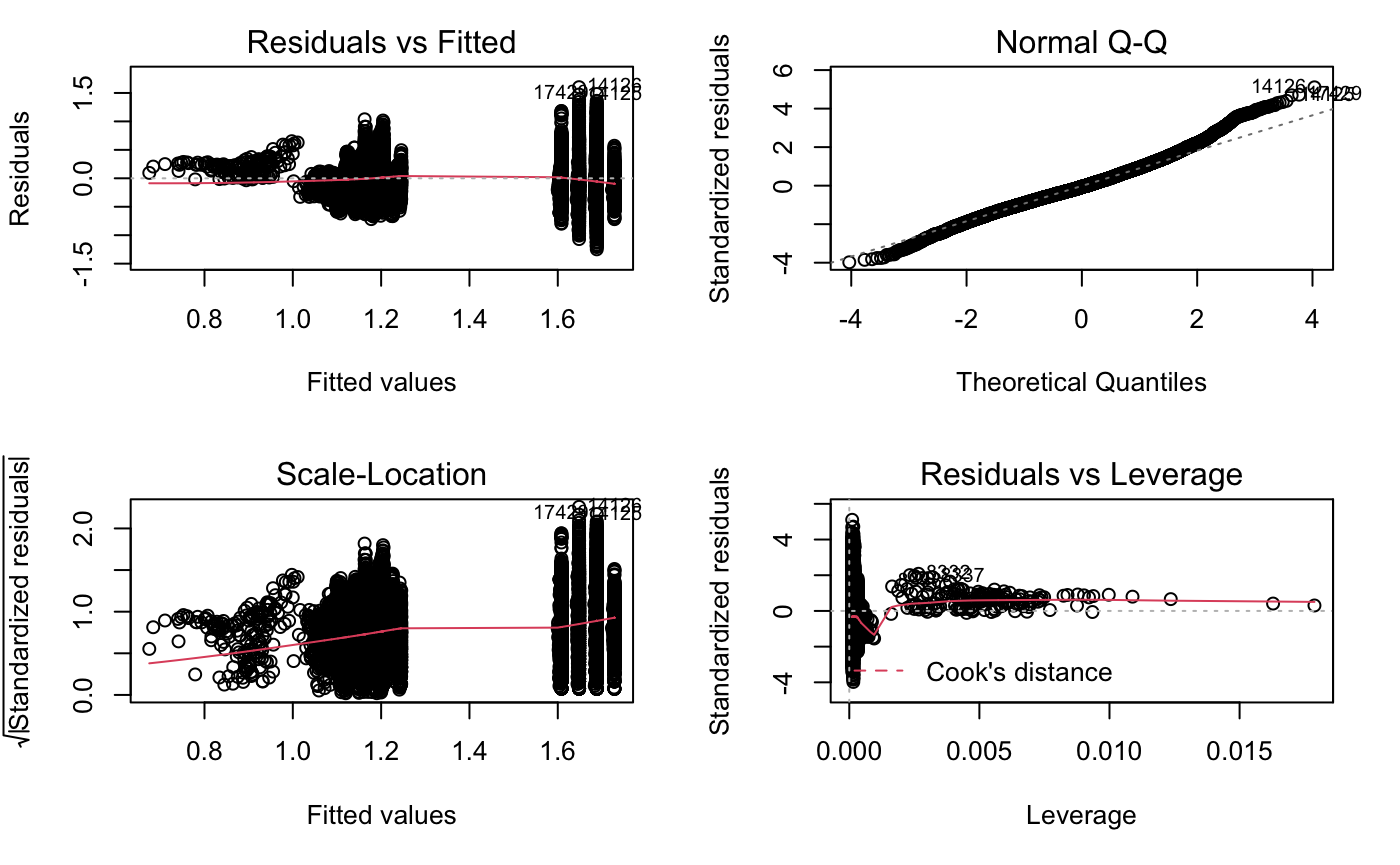 Residuals vs Fitted
Residuals
-1.5
0.0
1.5
14126
0.8
1.0
1.2
1.4
1.6
Fitted values
Normal Q-Q
Standardized residuals
-4
0
2
4
6
14126
-4
-2
0
2
4
Theoretical Quantiles
Scale-Location
√|Standardized residuals|
0.0
1.0
2.0
14126
0.8
1.0
1.2
1.4
1.6
Fitted values
Residuals vs Leverage
Standardized residuals
-4
0
4
Cook's distance
0.000
0.005
0.010
0.015
Leverage